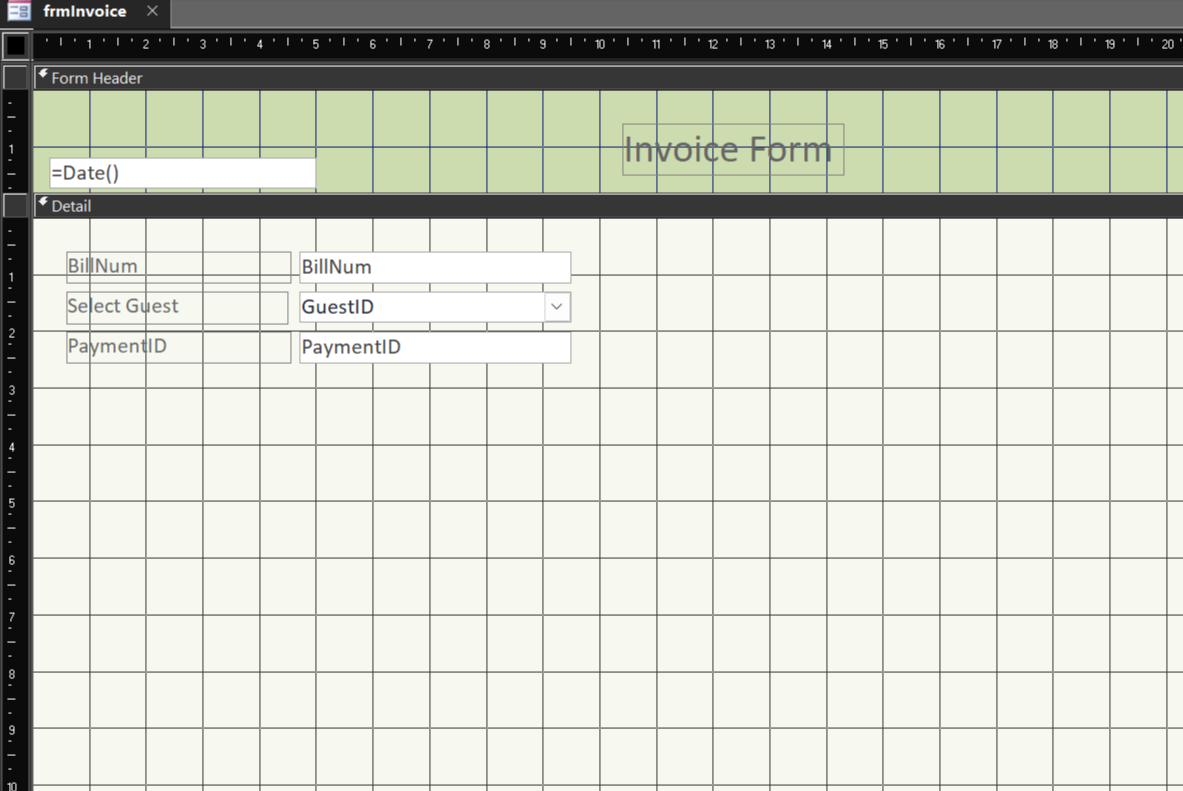 frmInvoice
1 2 3 4 5 6 7 8 9 10 11 12 13 14 15 16 17 18 19 20
Form Header
1
Invoice Form
=Date()
Detail
BillNum BillNum
1
Select Guest GuestID
2
PaymentID PaymentID
3
4
5
6
7
8
9
10